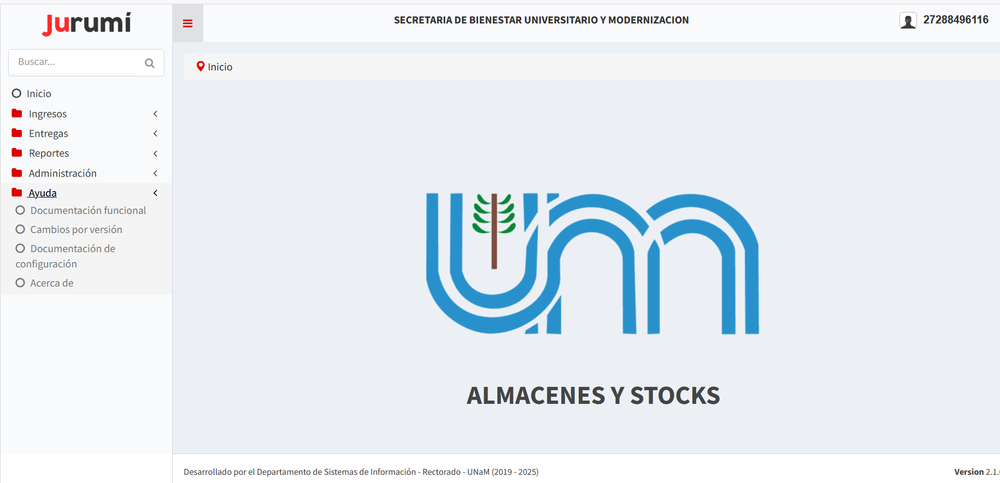 Jurumí
SECRETARIA DE BIENESTAR UNIVERSITARIO Y MODERNIZACION
27288496116
Buscar...
Inicio
Inicio
Ingresos
Entregas
Reportes
Administración
Ayuda
Documentación funcional
Cambios por versión
Documentación de
configuración
Acerca de
unm
ALMACENES Y STOCKS
Desarrollado por el Departamento de Sistemas de Información - Rectorado - UNaM (2019 - 2025)
Version 2.1.